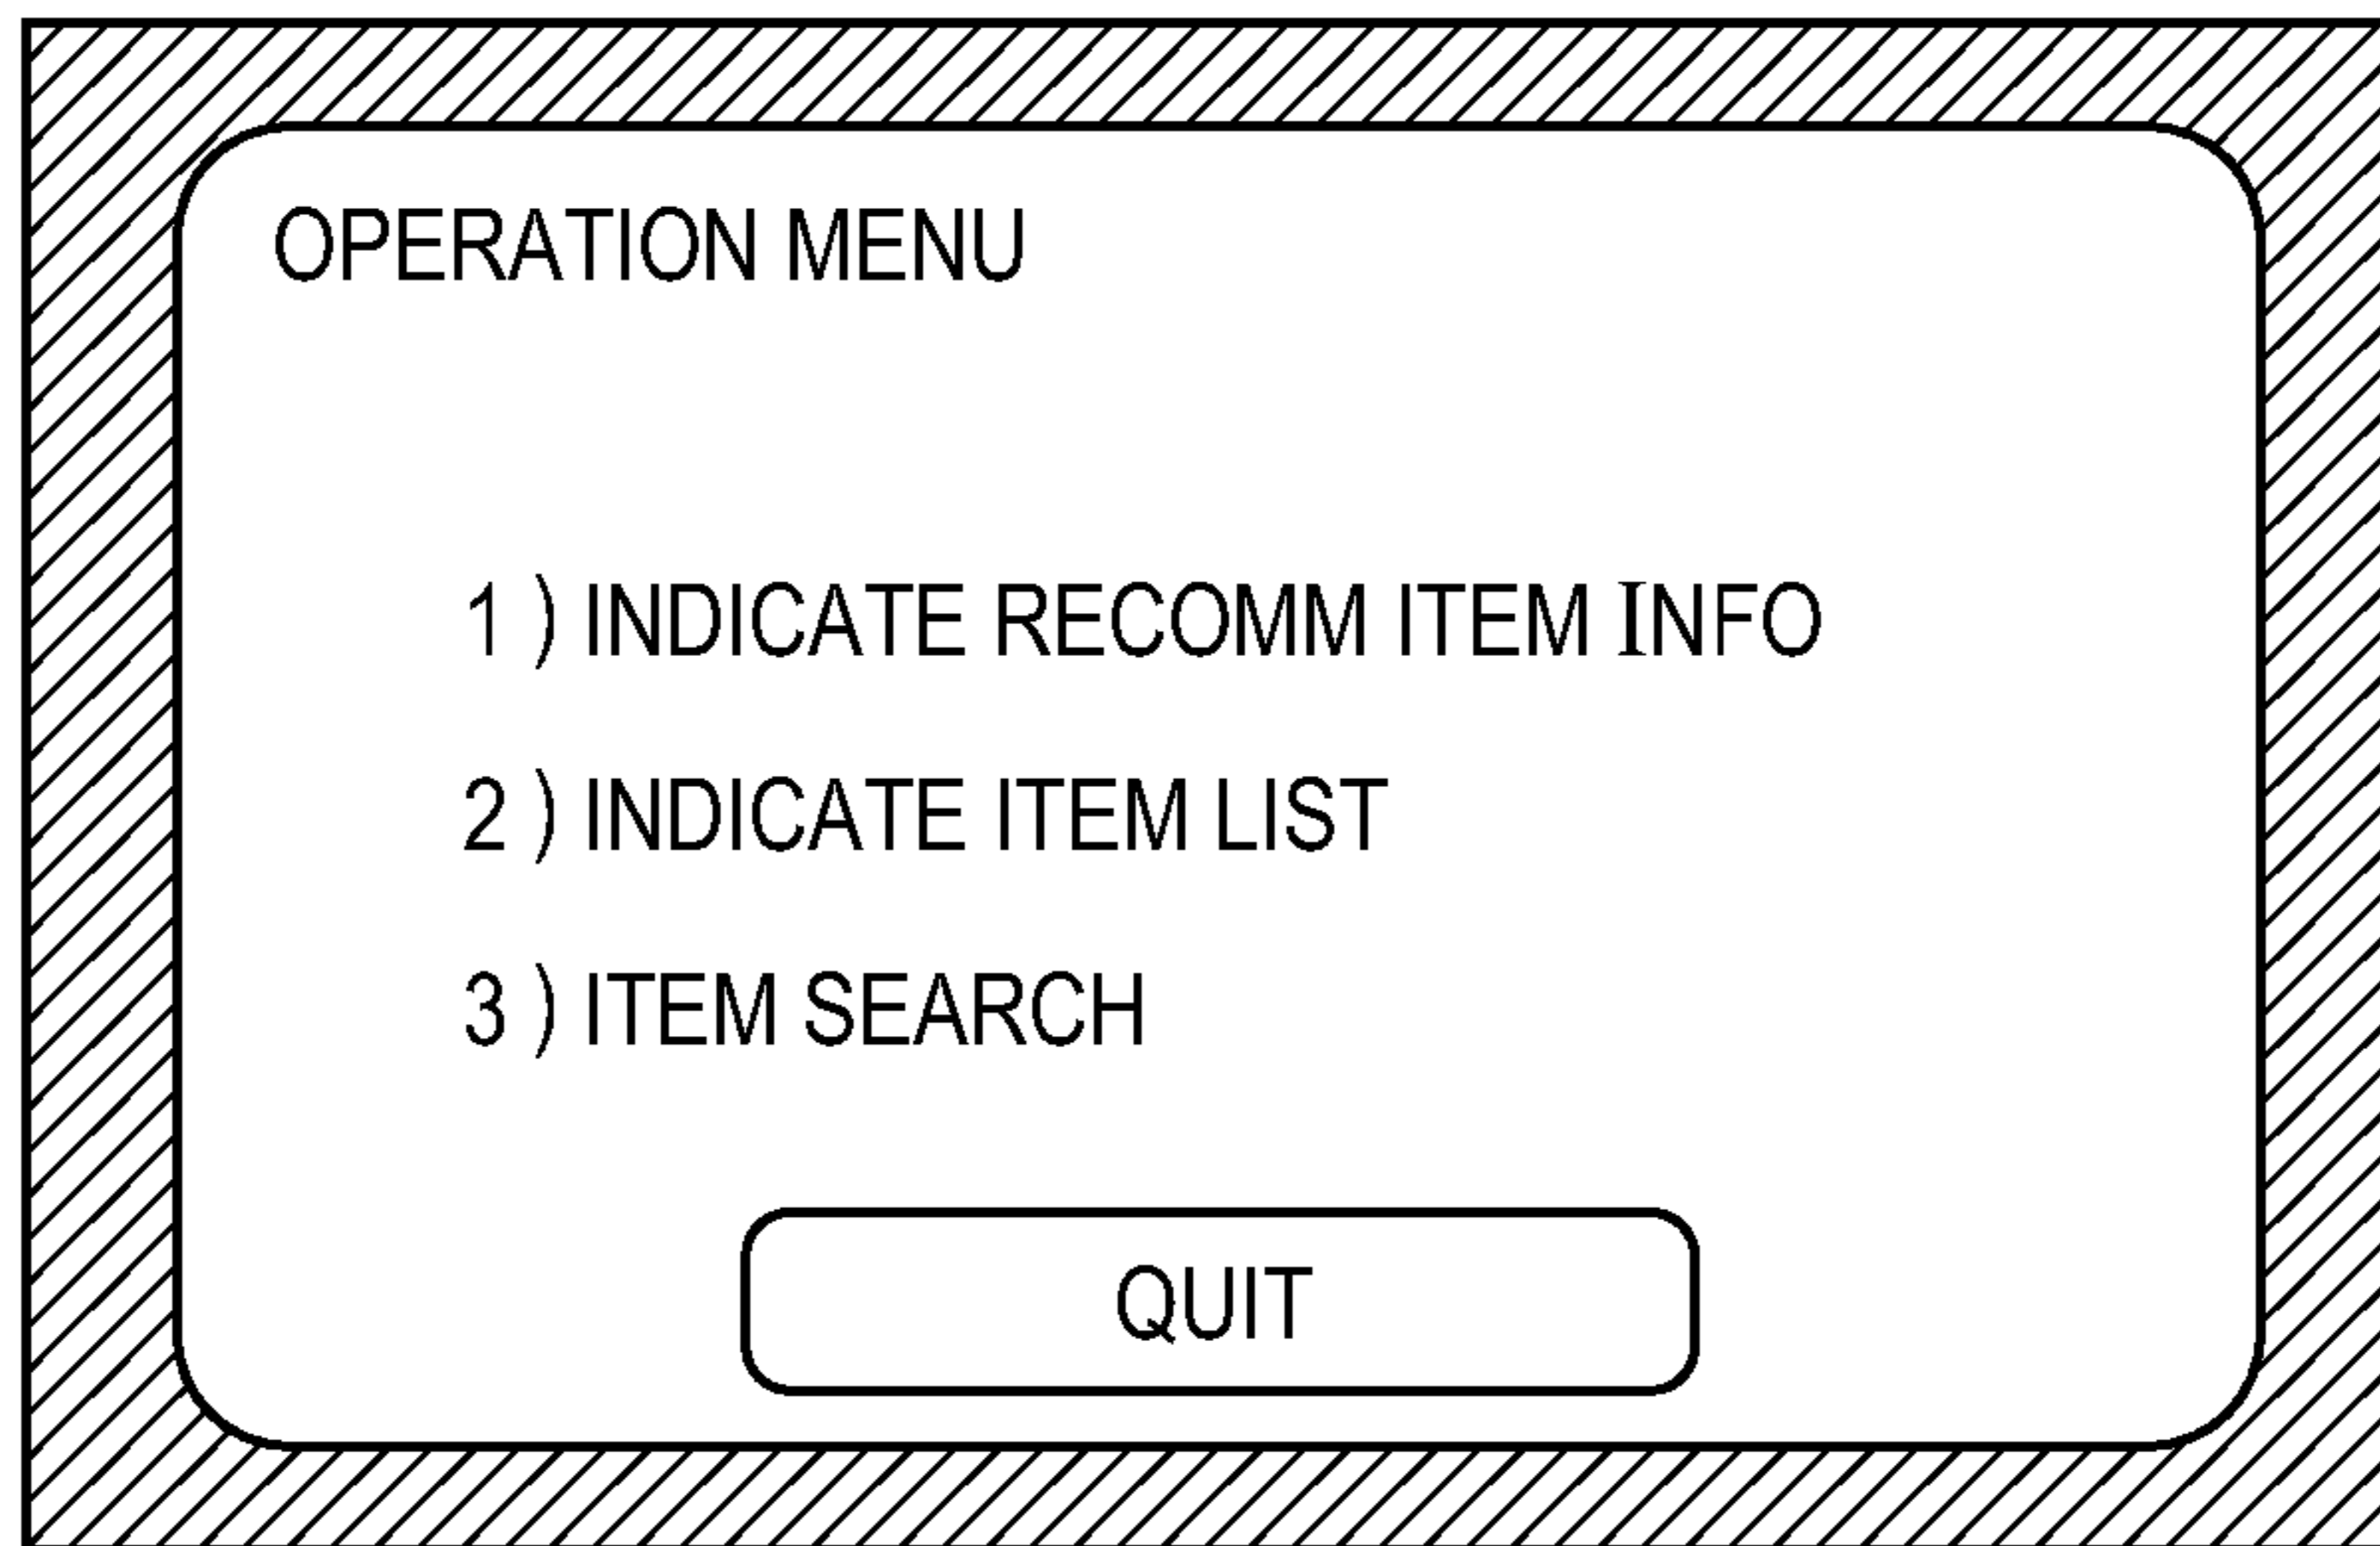 OPERATION MENU
1 ) INDICATE RECOMM ITEM INFO
2 ) INDICATE ITEM LIST
3 ) ITEM SEARCH
QUIT